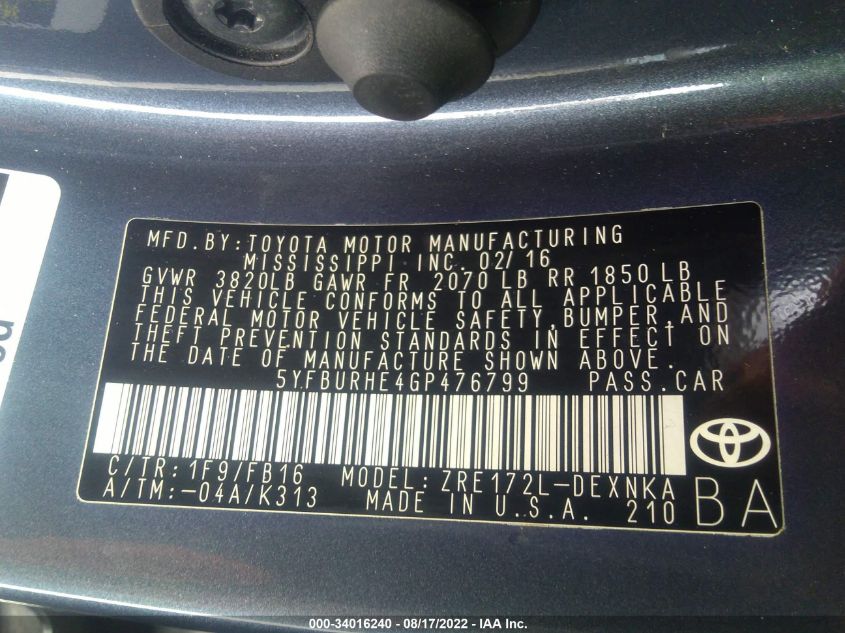 MFD.BY:TOYOTA MOTOR MANUFACTURING
MISSISSIPPI INC. 02/16
GVWR 3820LB GAWR FR 2070 LB RR 1850 LB
THIS VEHICLE CONFORMS TO ALL APPLICABLE
FEDERAL MOTOR VEHICLE SAFETY,BUMPER,AND
THEFT PREVENTION STANDARDS IN EFFECT ON
THE DATE OF MANUFACTURE SHOWN ABOVE.
5YFBURHE4GP476799 PASS.CAR
C/TR:1F9/FB16 MODEL:ZRE172L-DEXNKA
A/TM:-04A/K313 MADE IN U.S.A. 210 BA
000-34016240 - 08/17/2022 - IAA Inc.